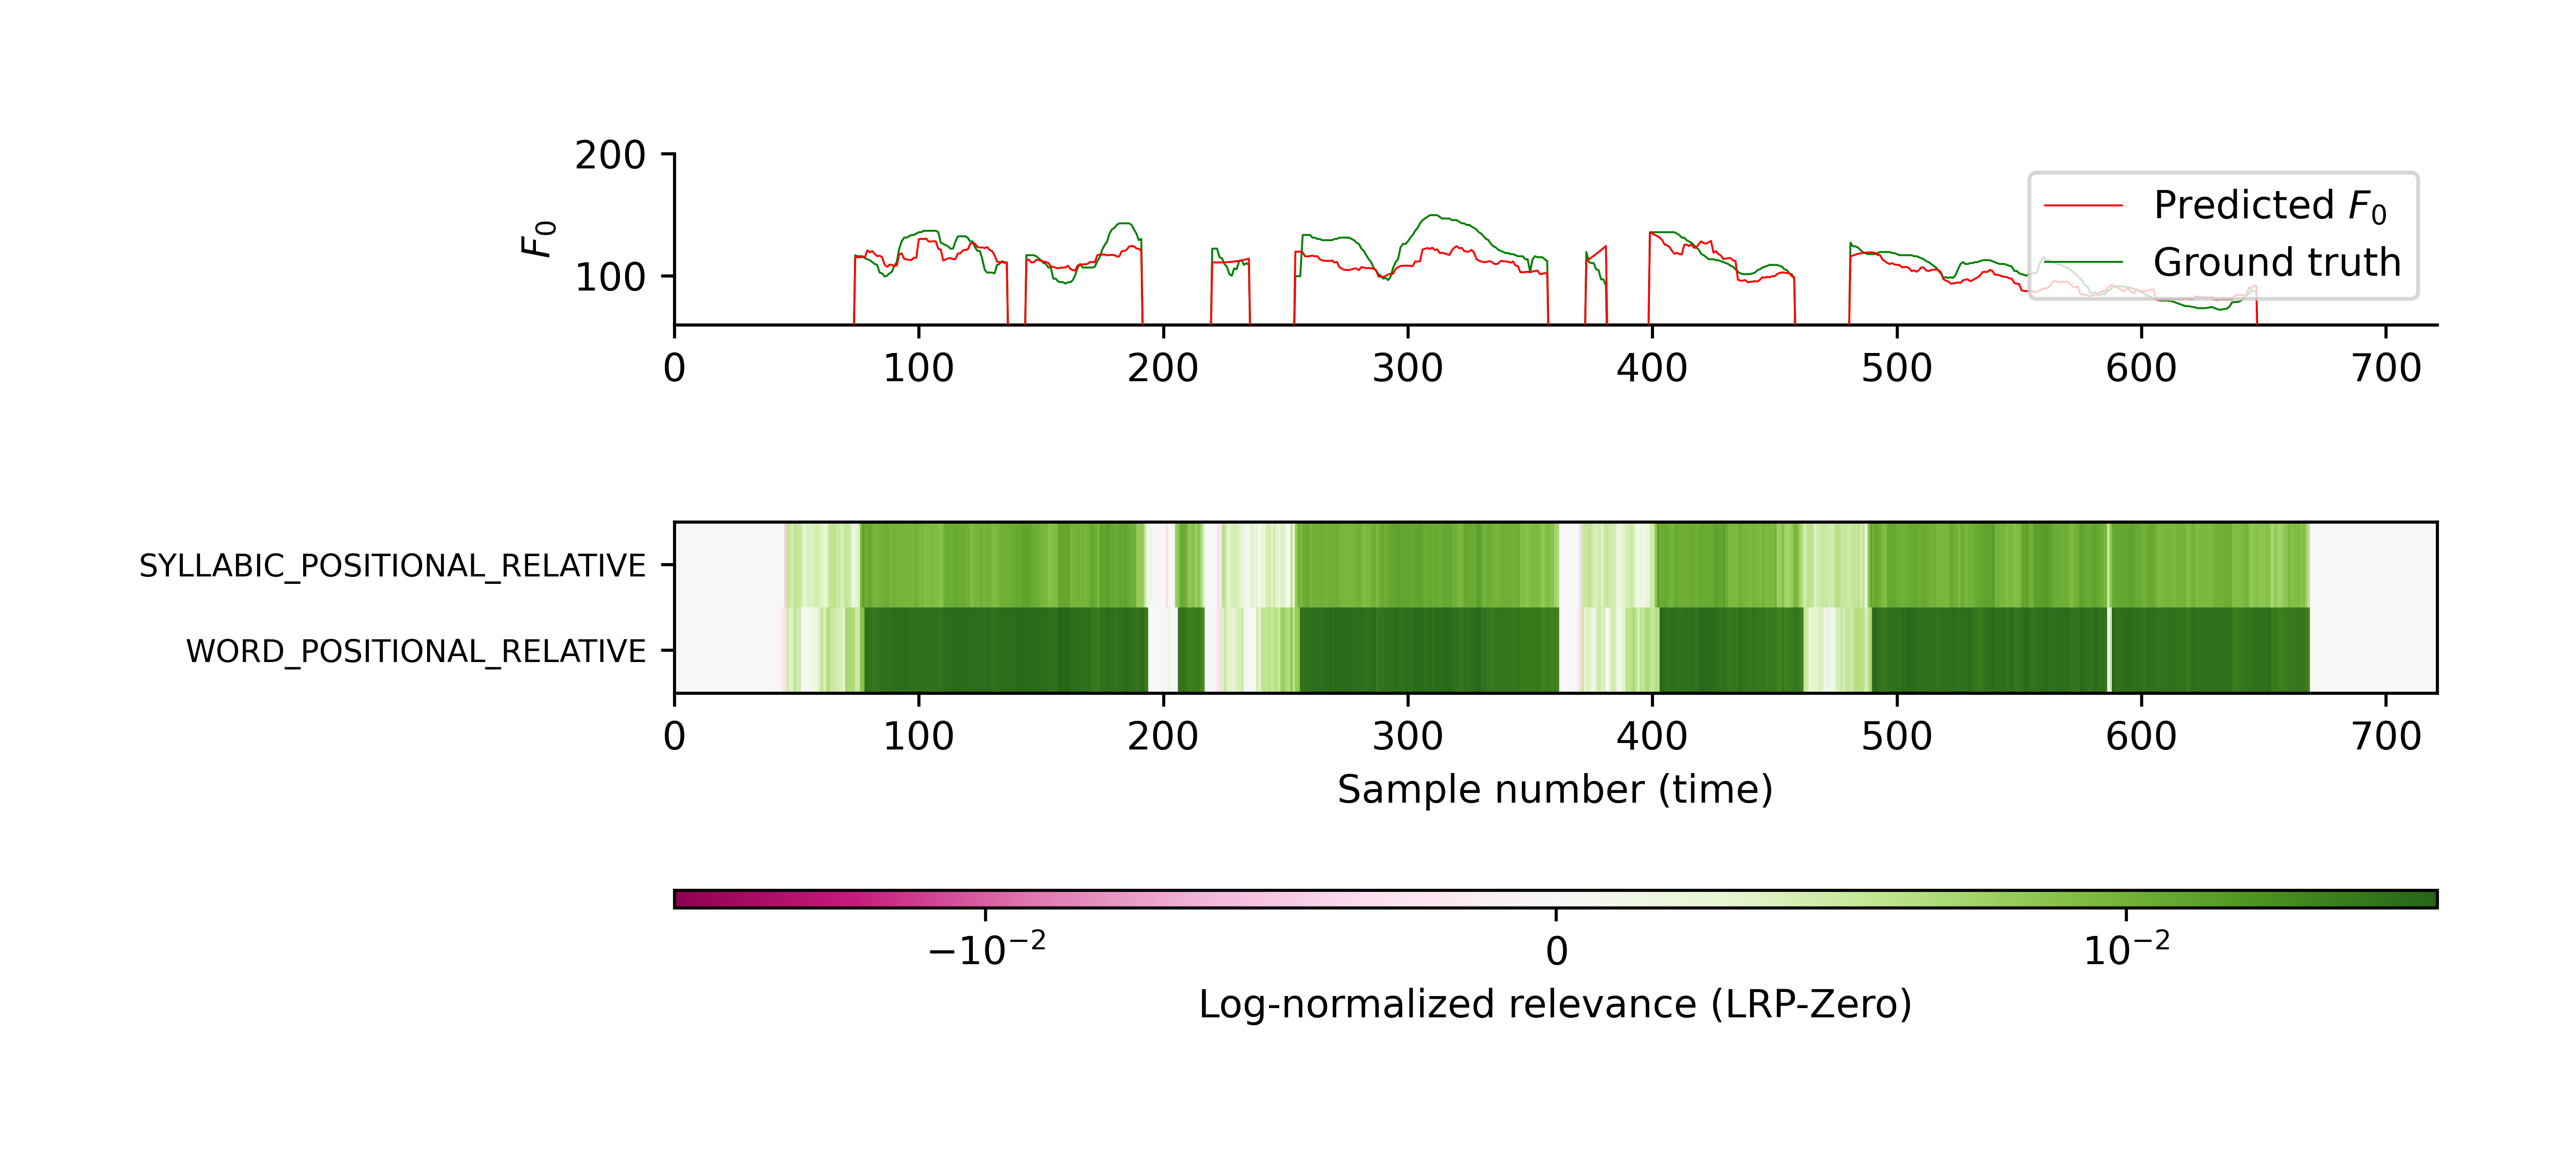 200
100
F₀
Predicted F₀
Ground truth
0 100 200 300 400 500 600 700
SYLLABIC_POSITIONAL_RELATIVE
WORD_POSITIONAL_RELATIVE
0 100 200 300 400 500 600 700
Sample number (time)
−10⁻² 0 10⁻²
Log-normalized relevance (LRP-Zero)